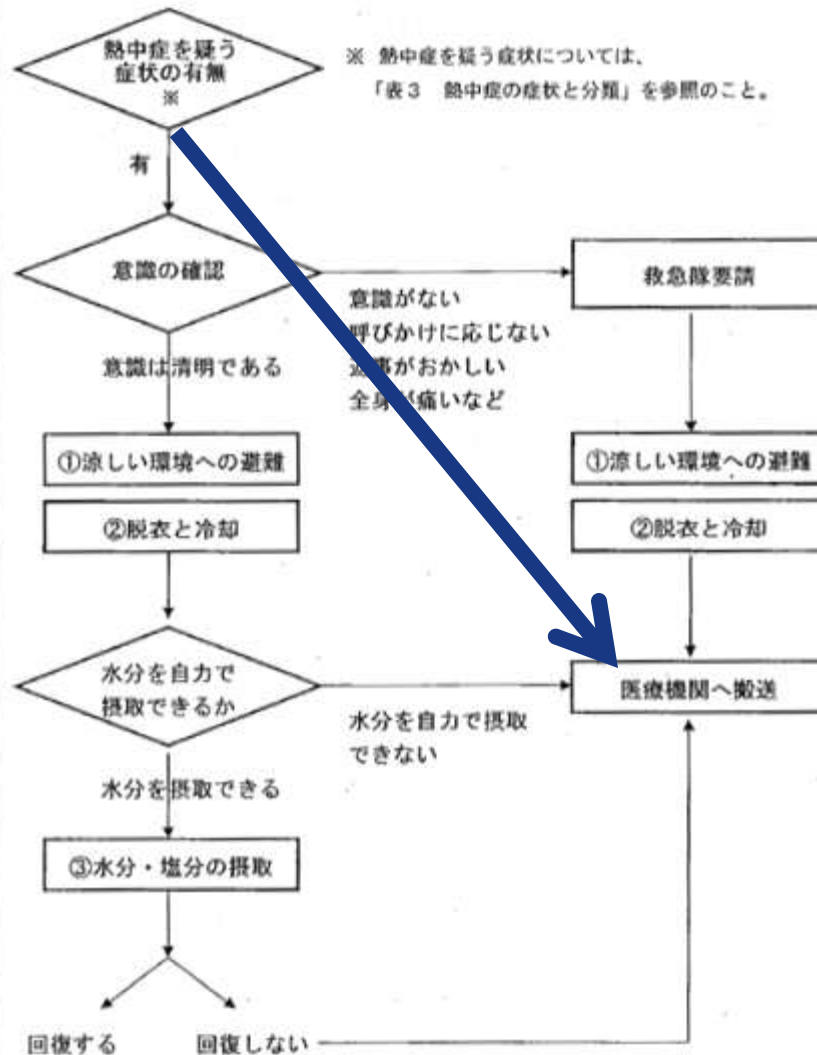 熱中症を疑う
症状の有無
※
※ 熱中症を疑う症状については、
「表３ 熱中症の症状と分類」を参照のこと。
有
意識の確認
救急隊要請
意識がない
呼びかけに応じない
返事がおかしい
全身が痛いなど
意識は清明である
①涼しい環境への避難
①涼しい環境への避難
②脱衣と冷却
②脱衣と冷却
水分を自力で
摂取できるか
医療機関へ搬送
水分を自力で摂取
できない
水分を摂取できる
③水分・塩分の摂取
回復する
回復しない